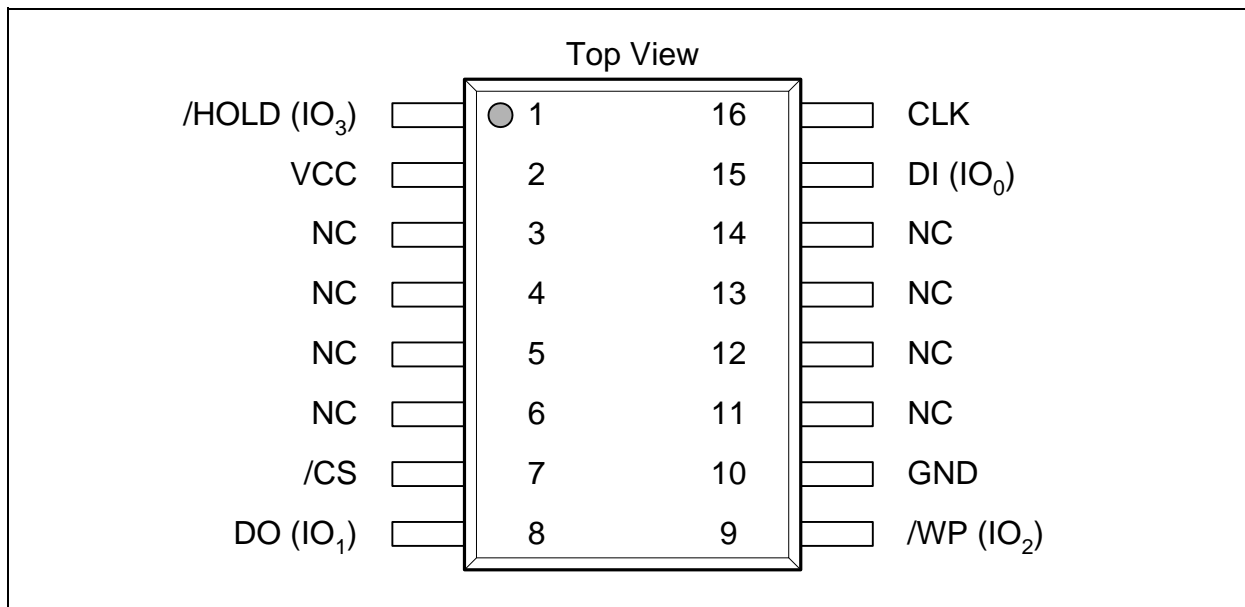 Top View
/HOLD (IO₃) 1 16 CLK
VCC 2 15 DI (IO₀)
NC 3 14 NC
NC 4 13 NC
NC 5 12 NC
NC 6 11 NC
/CS 7 10 GND
DO (IO₁) 8 9 /WP (IO₂)